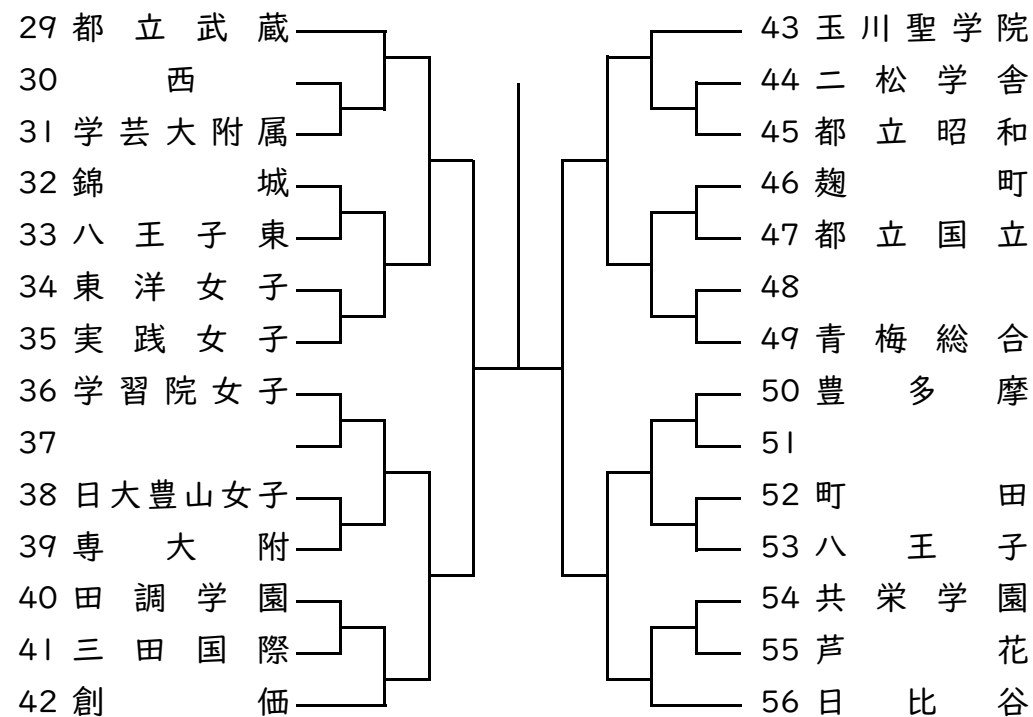 29 都立武蔵
30 西
31 学芸大附属
32 錦城
33 八王子東
34 東洋女子
35 実践女子
36 学習院女子
37
38 日大豊山女子
39 専大附
40 田調学園
41 三田国際
42 創価
43 玉川聖学院
44 二松学舎
45 都立昭和
46 麹町
47 都立国立
48
49 青梅総合
50 豊多摩
51
52 町田
53 八王子
54 共栄学園
55 芦花
56 日比谷